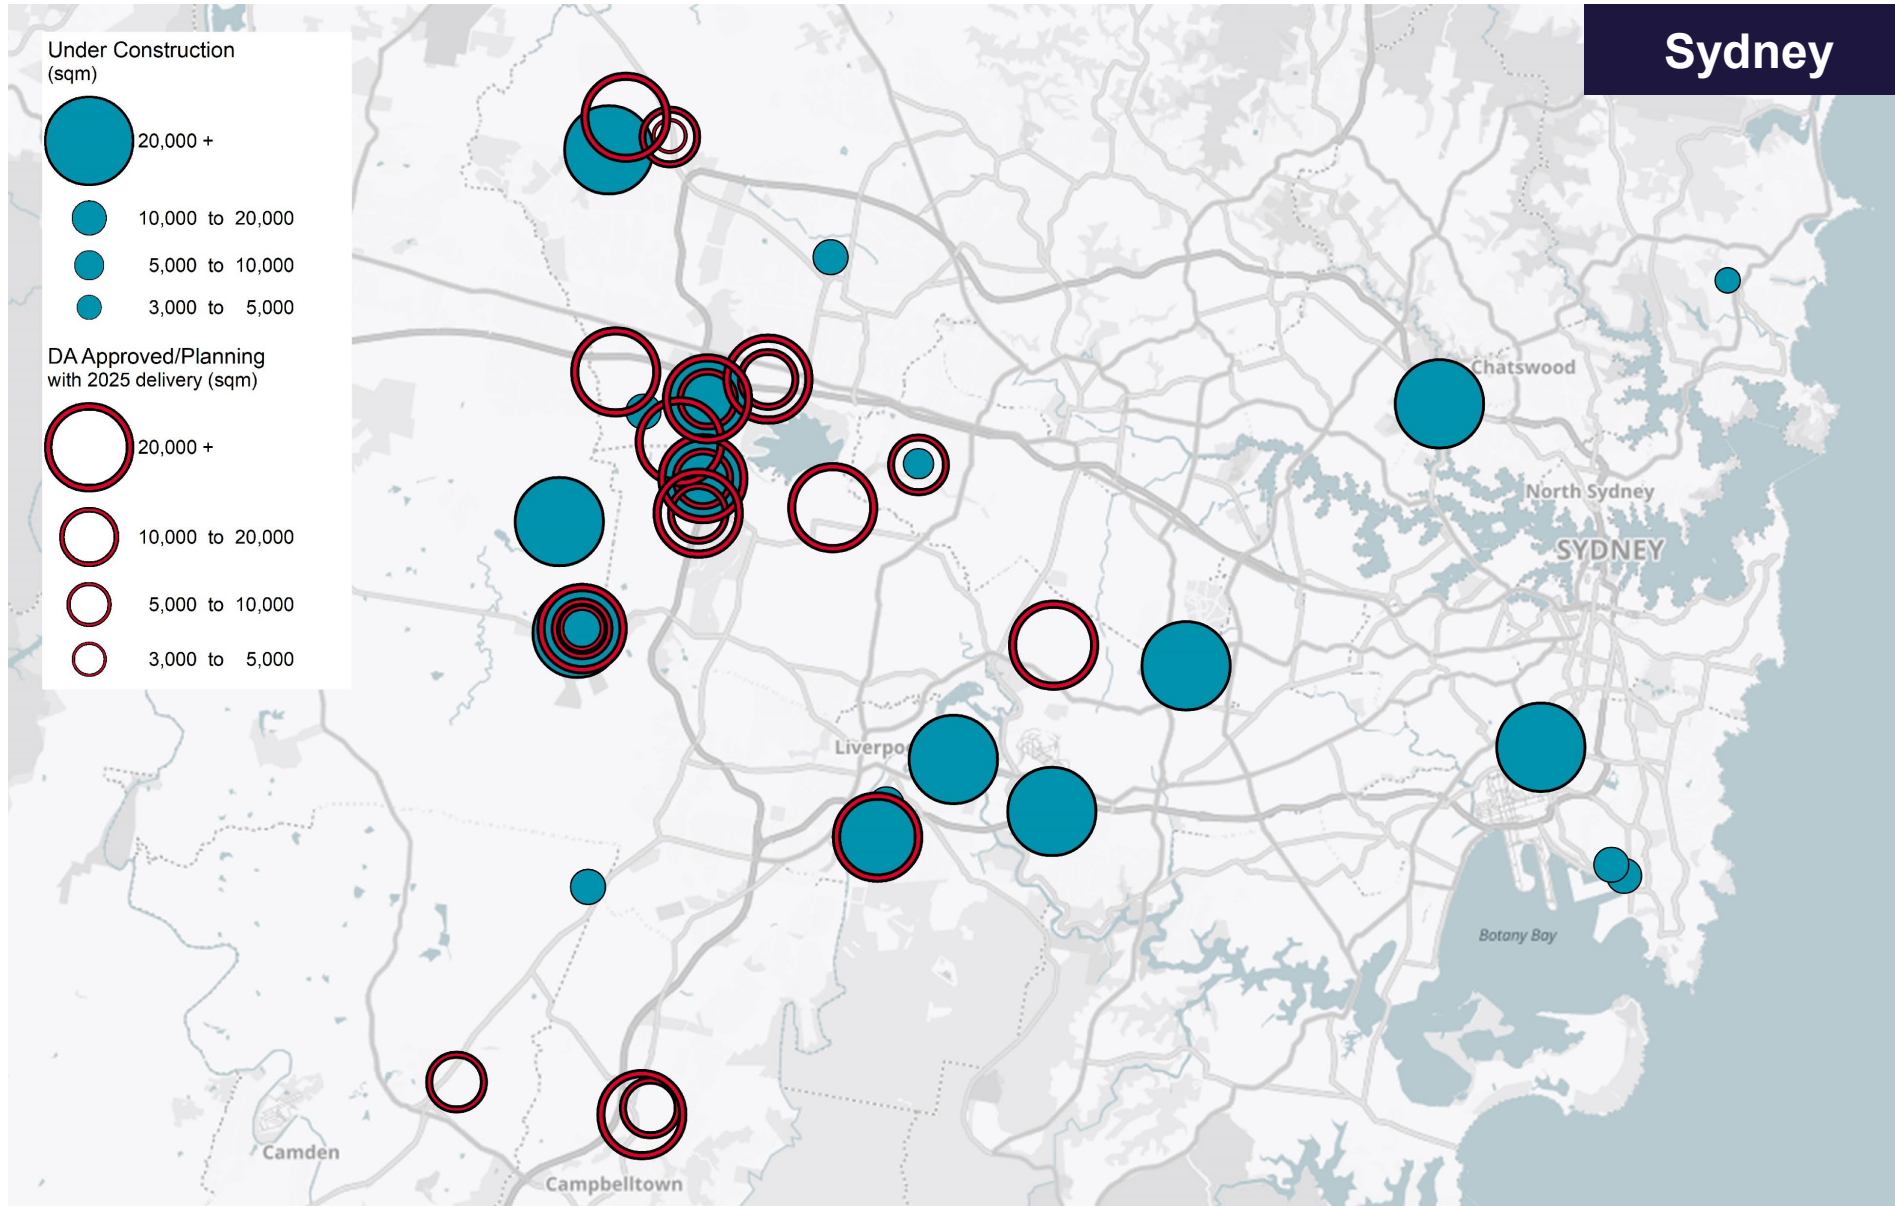 Sydney
Under Construction
(sqm)
20,000 +
10,000 to 20,000
5,000 to 10,000
3,000 to 5,000
DA Approved/Planning
with 2025 delivery (sqm)
20,000 +
10,000 to 20,000
5,000 to 10,000
3,000 to 5,000
Chatswood
North Sydney
SYDNEY
Liverpoo
Botany Bay
Camden
Campbelltown